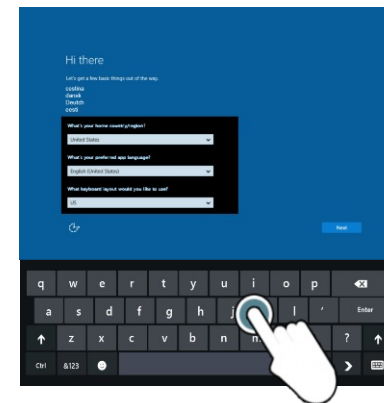 Hi there
Let's get a few basic things out of the way.
cestina
dansk
Deutch
eesti
What's your home country/region?
United States
What's your preferred app language?
English (United States)
What keyboard layout would you like to use?
US
Next
q w e r t y u i o p
a s d f g h j l ' Enter
z x c v b n ?
Ctrl &123